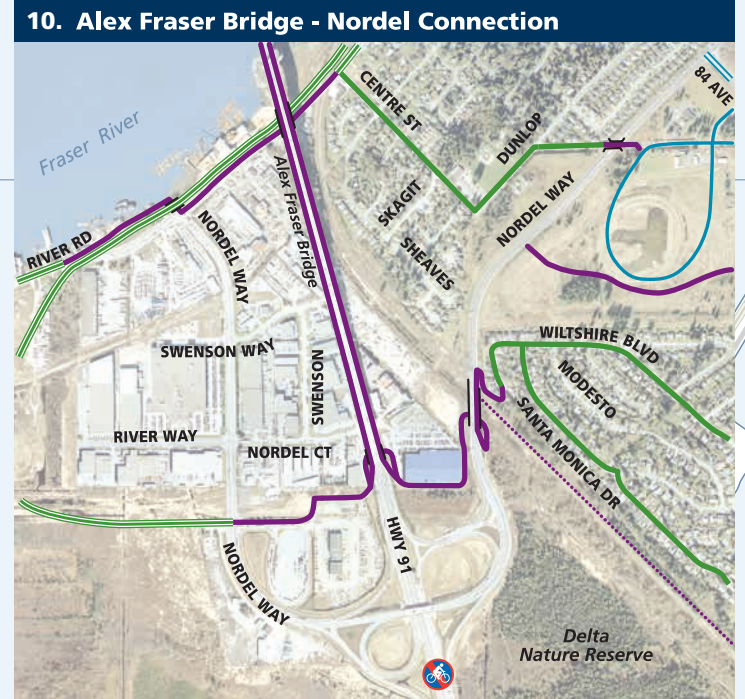 10. Alex Fraser Bridge - Nordel Connection
Fraser River
CENTRE ST
84 AVE
DUNLOP
Alex Fraser Bridge
SKAGIT
NORDEL WAY
RIVER RD
NORDEL WAY
SHEAVES
WILTSHIRE BLVD
SWENSON WAY
SWENSON
MODESTO
SANTA MONICA DR
RIVER WAY
NORDEL CT
HWY 91
NORDEL WAY
Delta
Nature Reserve